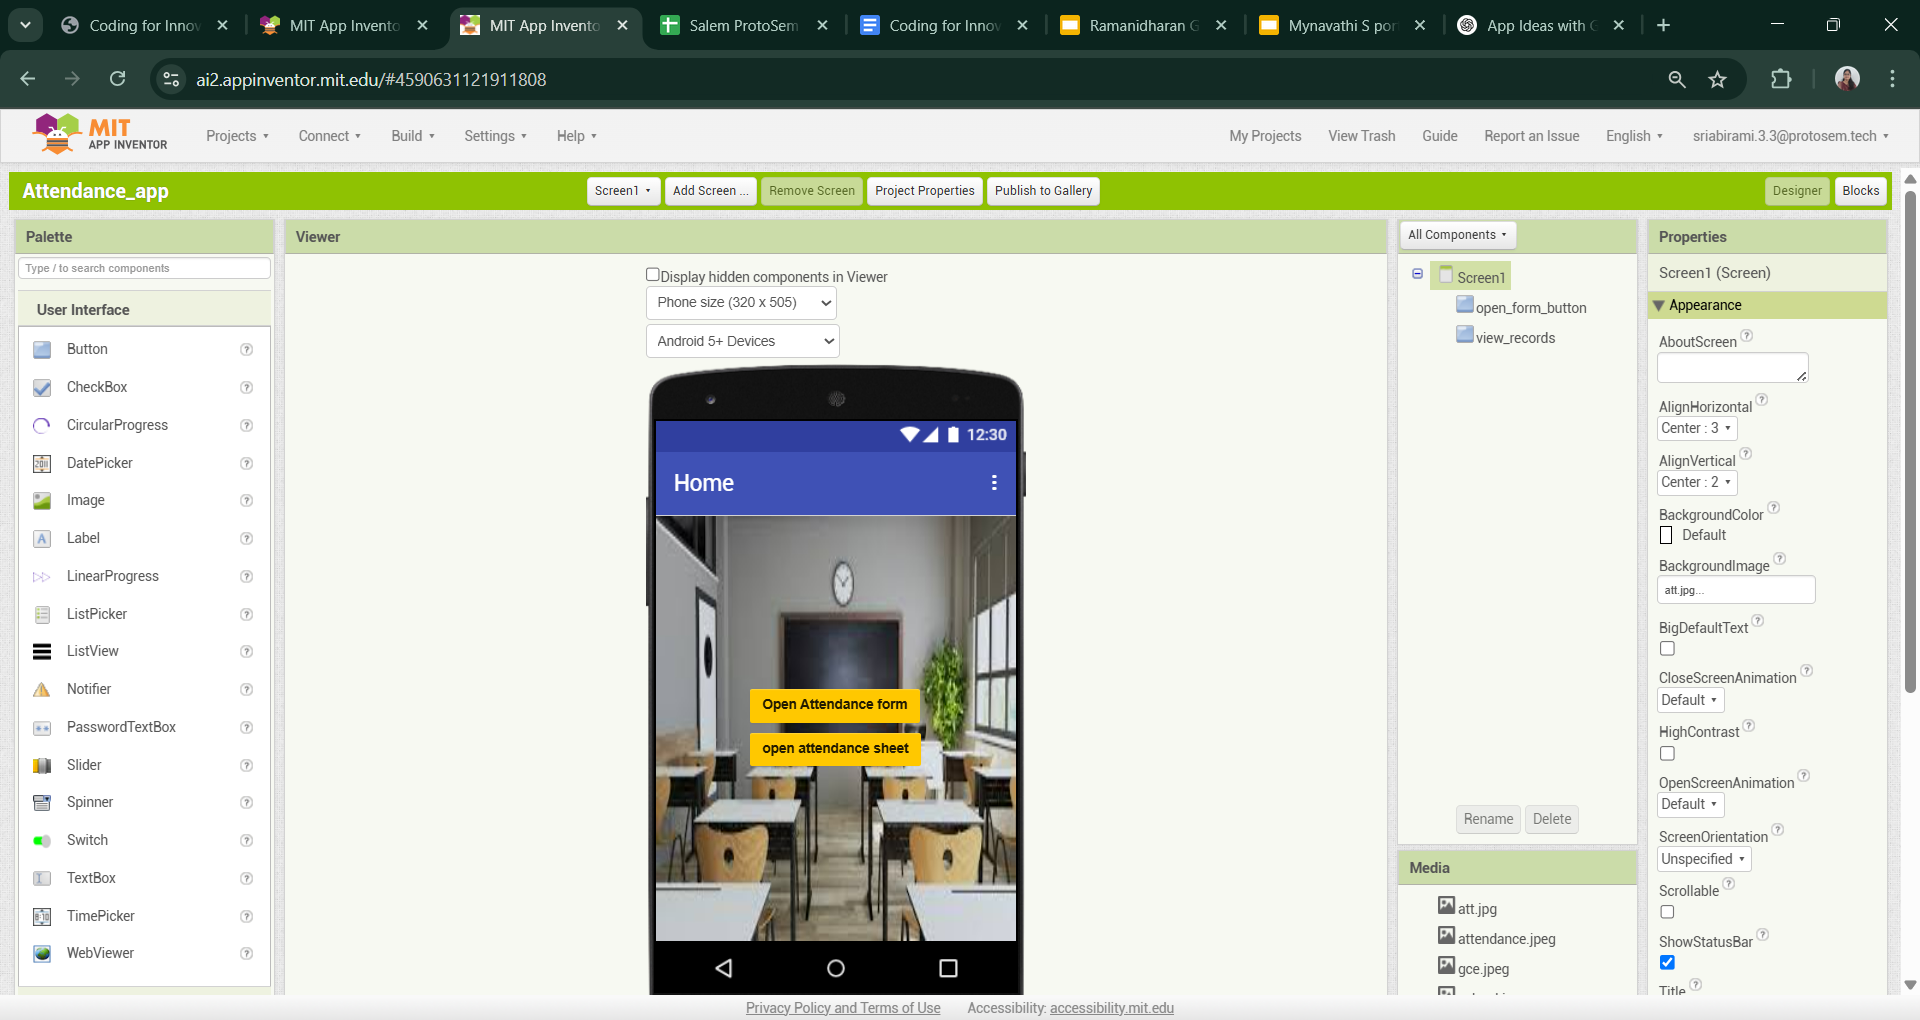 Coding for Innov
MIT App Invento
MIT App Invento
Salem ProtoSem
Coding for Innov
Ramanidharan G
Mynavathi S por
App Ideas with G
ai2.appinventor.mit.edu/#4590631121911808
MIT
APP INVENTOR
Projects
Connect
Build
Settings
Help
My Projects
View Trash
Guide
Report an Issue
English
sriabirami.3.3@protosem.tech
Attendance_app
Screen1
Add Screen ...
Remove Screen
Project Properties
Publish to Gallery
Designer
Blocks
Palette
Type / to search components
User Interface
Button
CheckBox
CircularProgress
DatePicker
Image
Label
LinearProgress
ListPicker
ListView
Notifier
PasswordTextBox
Slider
Spinner
Switch
TextBox
TimePicker
WebViewer
Viewer
Display hidden components in Viewer
Phone size (320 x 505)
Android 5+ Devices
12:30
Home
Open Attendance form
open attendance sheet
All Components
Screen1
open_form_button
view_records
Rename
Delete
Media
att.jpg
attendance.jpeg
gce.jpeg
Properties
Screen1 (Screen)
Appearance
AboutScreen
AlignHorizontal
Center : 3
AlignVertical
Center : 2
BackgroundColor
Default
BackgroundImage
att.jpg...
BigDefaultText
CloseScreenAnimation
Default
HighContrast
OpenScreenAnimation
Default
ScreenOrientation
Unspecified
Scrollable
ShowStatusBar
Title
Privacy Policy and Terms of Use
Accessibility: accessibility.mit.edu